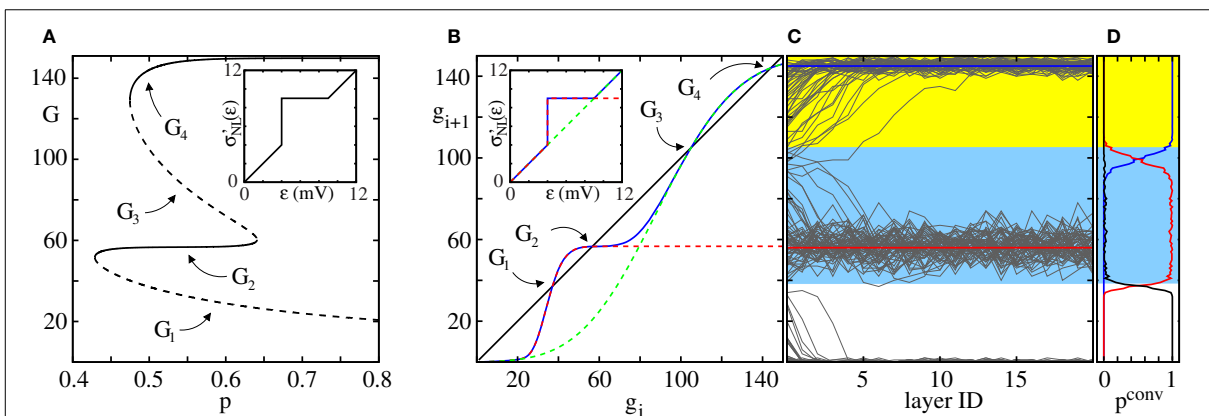 A
140
G
100
60
20
0.4
0.5
0.6
0.7
0.8
p
G4
G3
G2
G1
12
σ'NL(ε)
0
0
ε (mV)
12
B
gi+1
140
100
60
20
20
60
100
140
gi
G4
G3
G2
G1
12
σ'NL(ε)
0
0
ε (mV)
12
C
5
10
15
layer ID
D
0
1
pconv